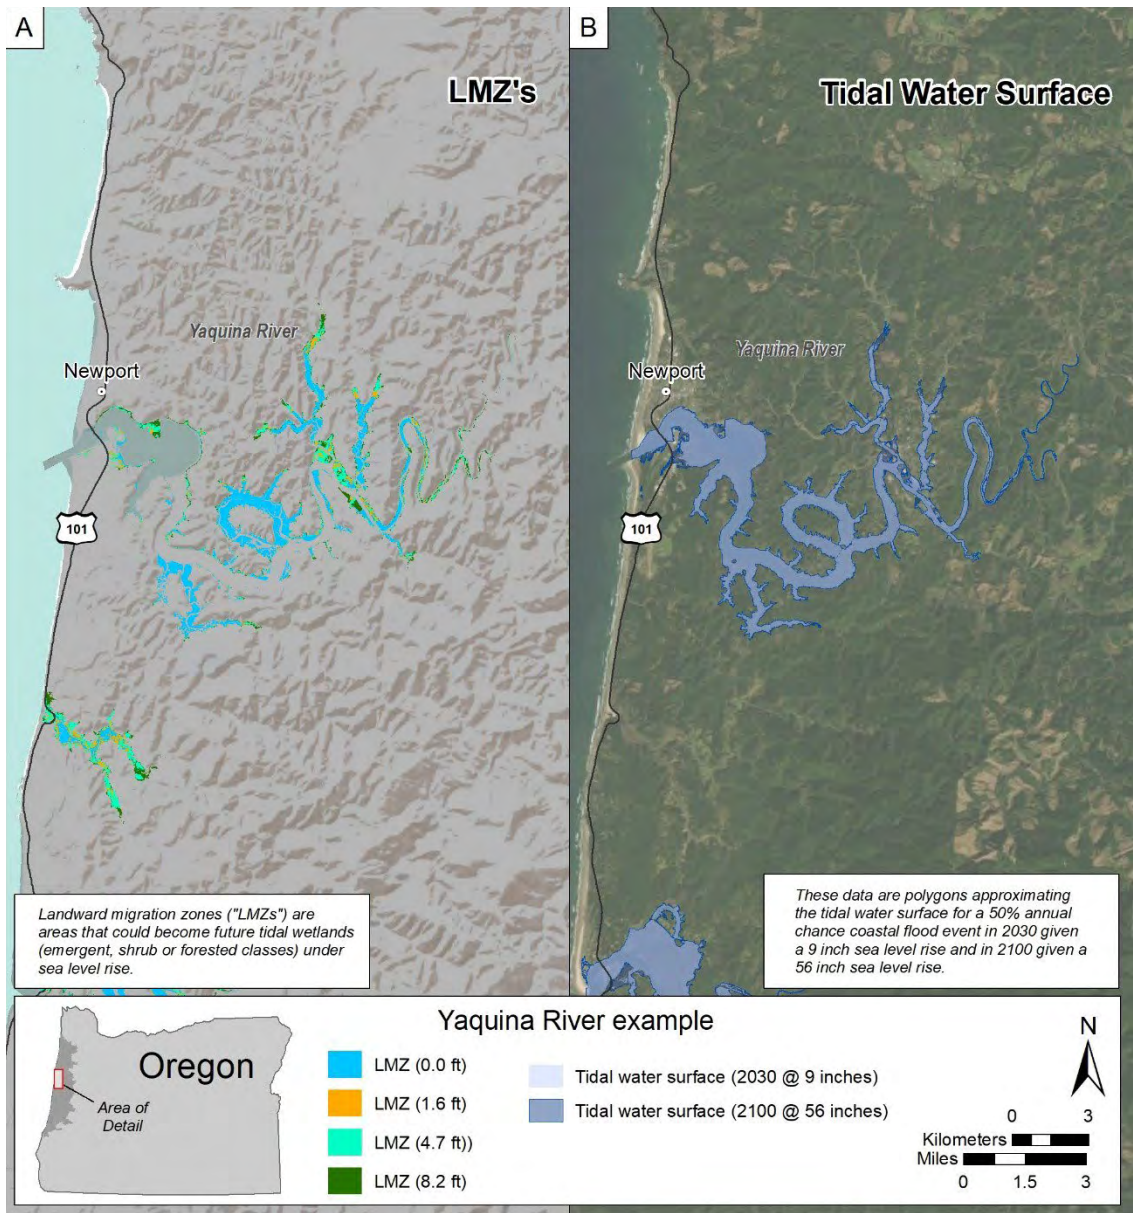 A
LMZ's
Yaquina River
Newport
101
Landward migration zones ("LMZs") are
areas that could become future tidal wetlands
(emergent, shrub or forested classes) under
sea level rise.
B
Tidal Water Surface
Yaquina River
Newport
101
These data are polygons approximating
the tidal water surface for a 50% annual
chance coastal flood event in 2030 given
a 9 inch sea level rise and in 2100 given a
56 inch sea level rise.
Yaquina River example
Oregon
Area of
Detail
LMZ (0.0 ft)
LMZ (1.6 ft)
LMZ (4.7 ft))
LMZ (8.2 ft)
Tidal water surface (2030 @ 9 inches)
Tidal water surface (2100 @ 56 inches)
N
0 3
Kilometers
Miles
0 1.5 3